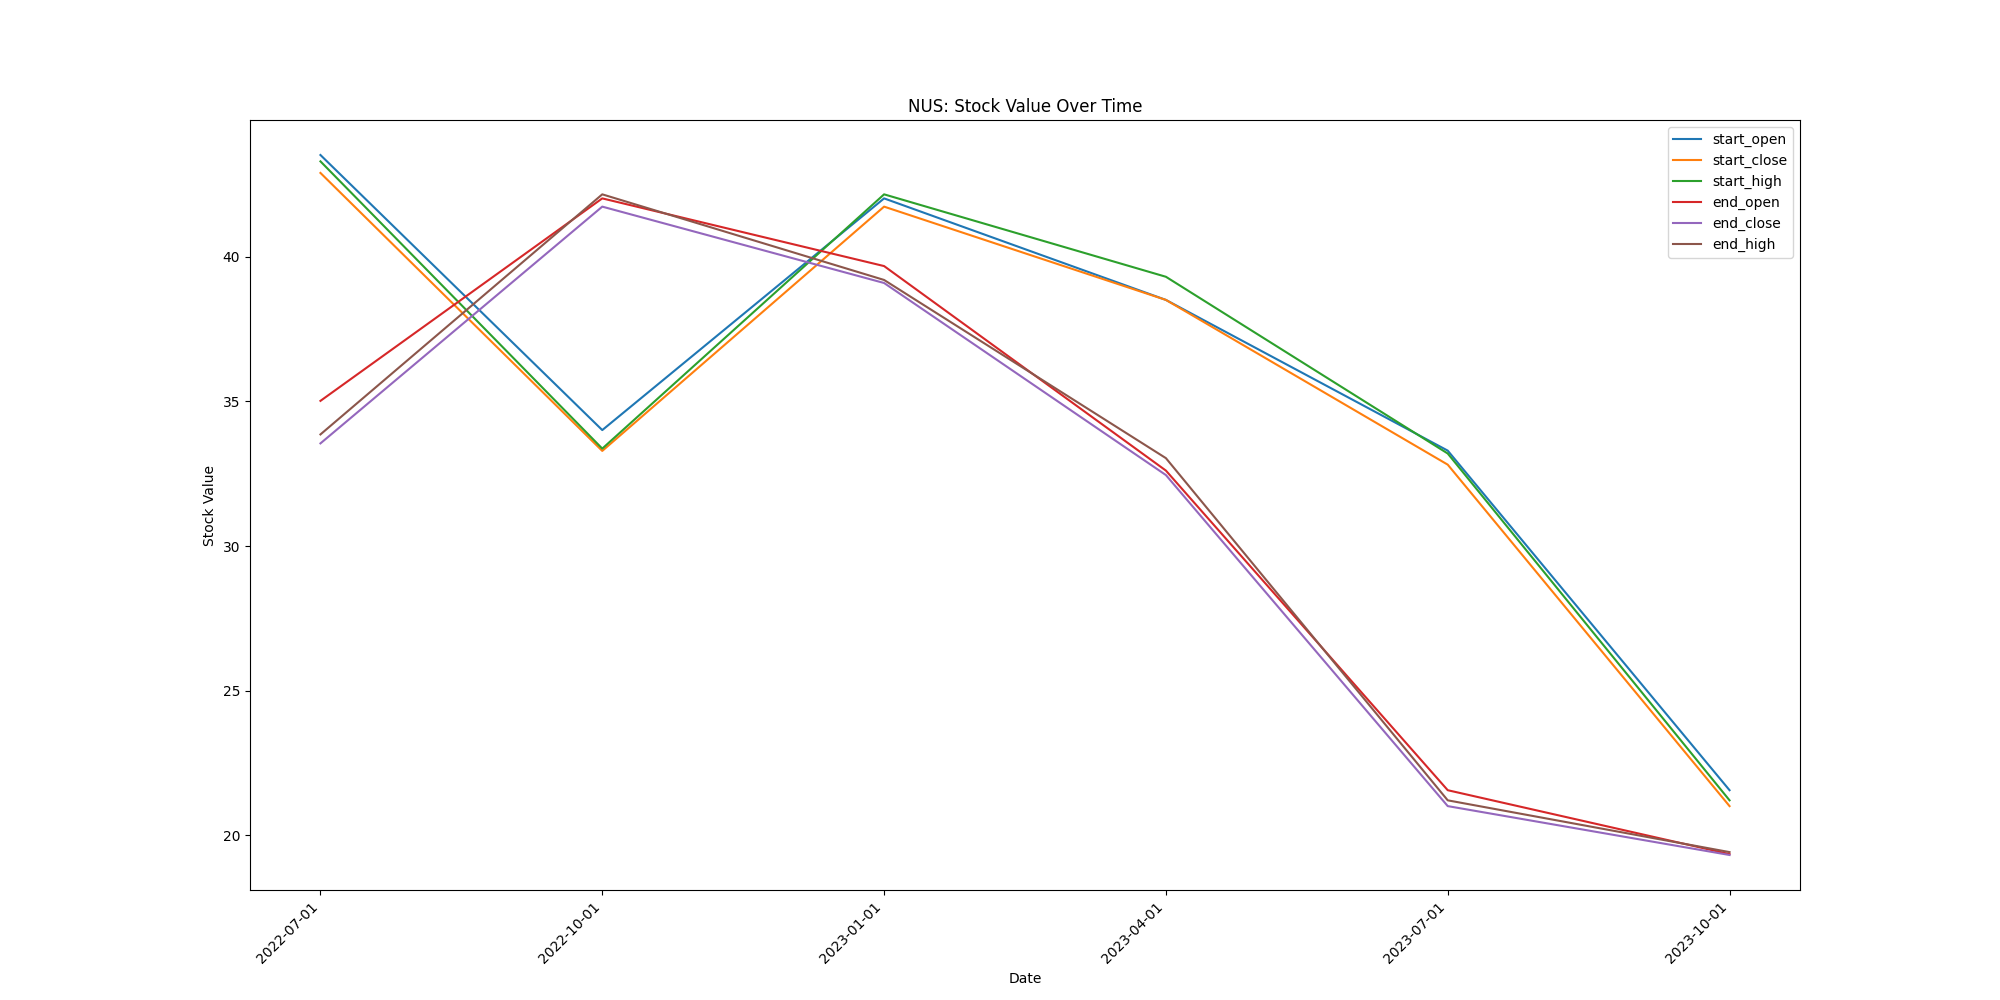 NUS: Stock Value Over Time
start_open
start_close
start_high
end_open
end_close
end_high
Stock Value
40
35
30
25
20
2022-07-01
2022-10-01
2023-01-01
2023-04-01
2023-07-01
2023-10-01
Date